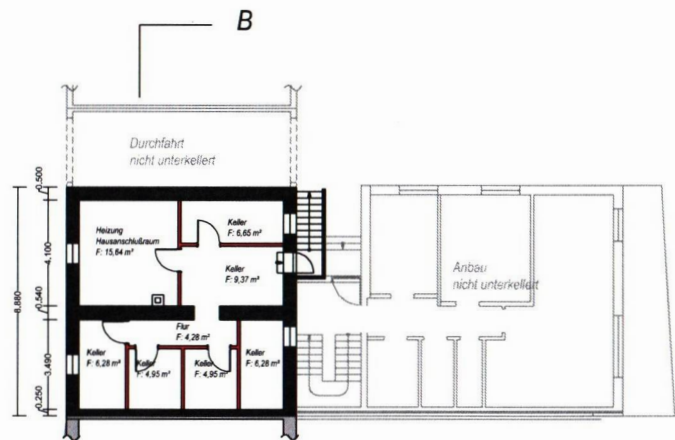 B
Durchfahrt
nicht unterkellert
0,500
4,100
0,540
3,490
0,250
8,880
Heizung
Hausanschlußraum
F: 15,64 m²
Keller
F: 6,65 m²
Keller
F: 9,37 m²
Anbau
nicht unterkellert
Flur
F: 4,28 m²
Keller
F: 6,28 m²
Keller
F: 4,95 m²
Keller
F: 4,95 m²
Keller
F: 6,28 m²